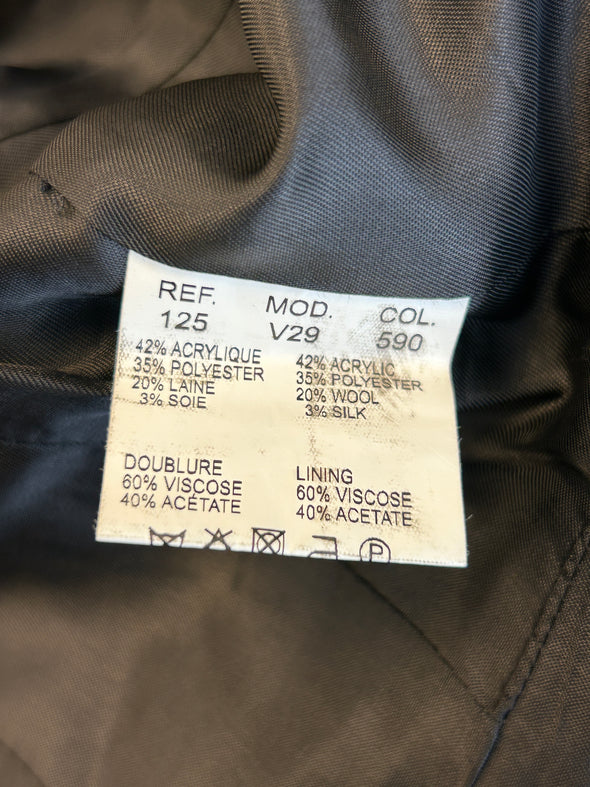 REF. MOD. COL.
125 V29 590
42% ACRYLIQUE
35% POLYESTER
20% LAINE
3% SOIE
42% ACRYLIC
35% POLYESTER
20% WOOL
3% SILK
DOUBLURE
60% VISCOSE
40% ACÉTATE
LINING
60% VISCOSE
40% ACETATE
P